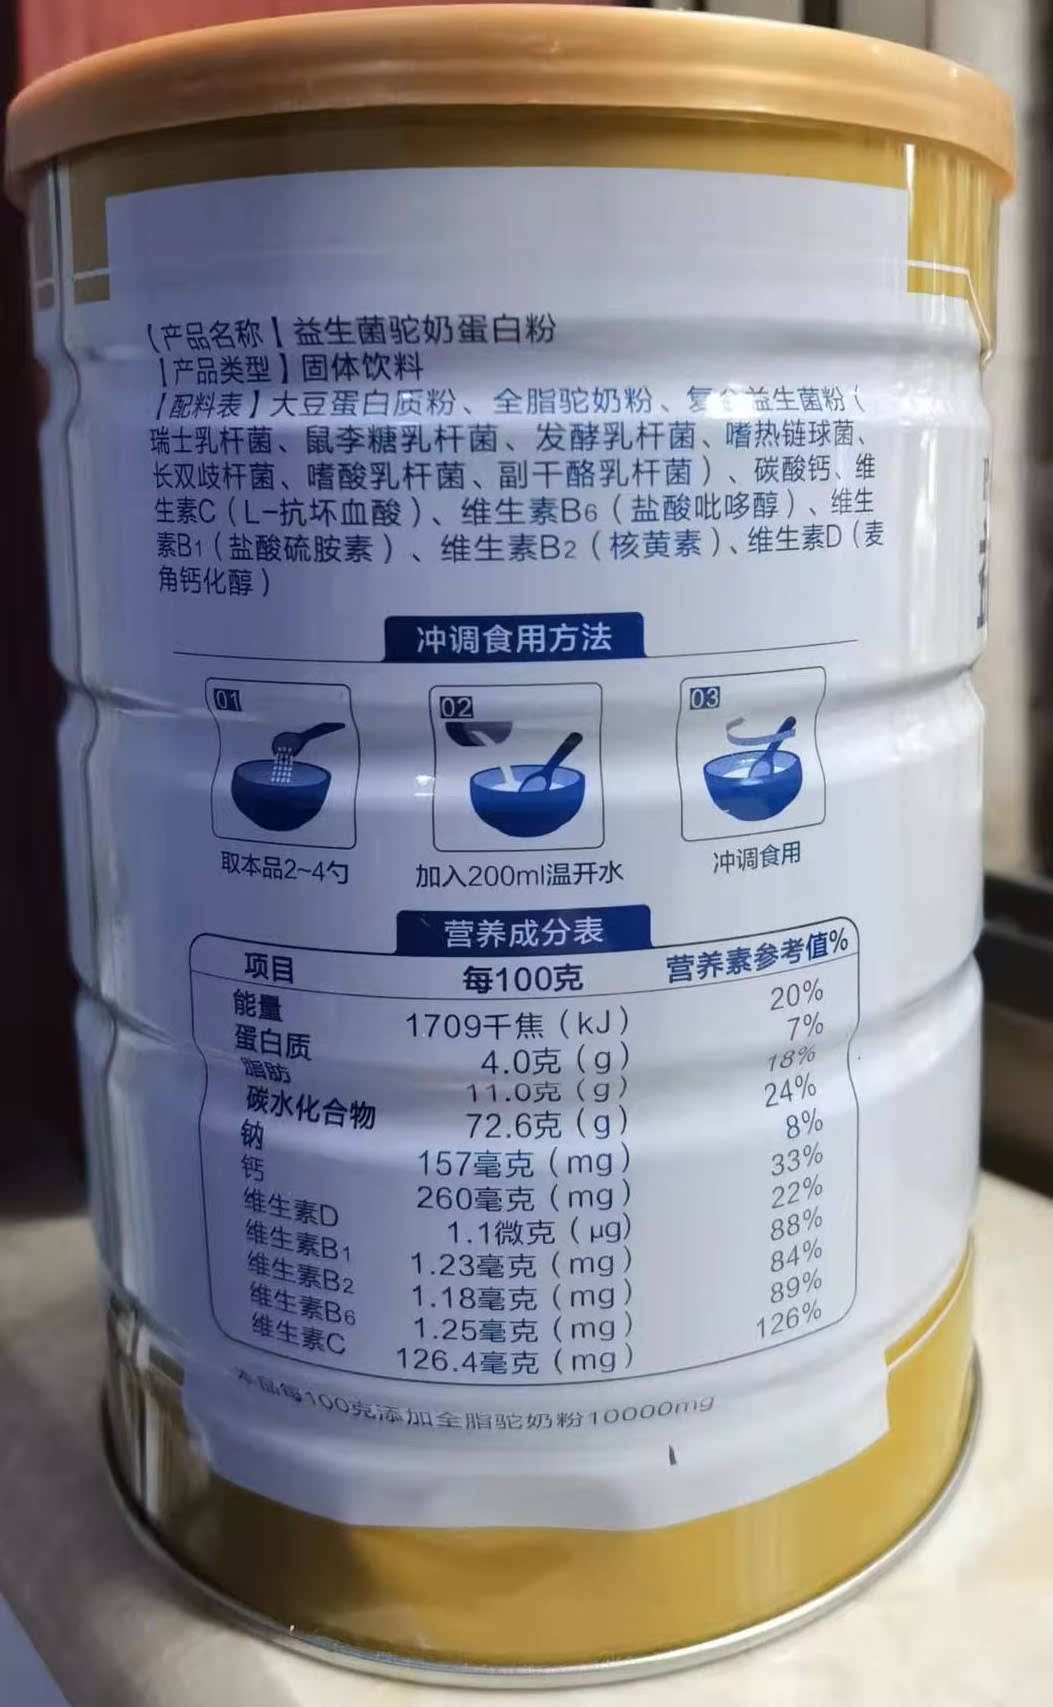 【产品名称】益生菌驼奶蛋白粉
【产品类型】固体饮料
【配料表】大豆蛋白质粉、全脂驼奶粉、复合益生菌粉（
瑞士乳杆菌、鼠李糖乳杆菌、发酵乳杆菌、嗜热链球菌、
长双歧杆菌、嗜酸乳杆菌、副干酪乳杆菌）、碳酸钙、维
生素C（L-抗坏血酸）、维生素B6（盐酸吡哆醇）、维生
素B1（盐酸硫胺素）、维生素B2（核黄素）、维生素D（麦
角钙化醇）
冲调食用方法
01
02
03
取本品2~4勺
加入200ml温开水
冲调食用
营养成分表
项目 每100克 营养素参考值%
能量 1709千焦（kJ） 20%
蛋白质 4.0克（g） 7%
脂肪 11.0克（g） 18%
碳水化合物 72.6克（g） 24%
钠 157毫克（mg） 8%
钙 260毫克（mg） 33%
维生素D 1.1微克（μg） 22%
维生素B1 1.23毫克（mg） 88%
维生素B2 1.18毫克（mg） 84%
维生素B6 1.25毫克（mg） 89%
维生素C 126.4毫克（mg） 126%
本品每100克添加全脂驼奶粉10000mg